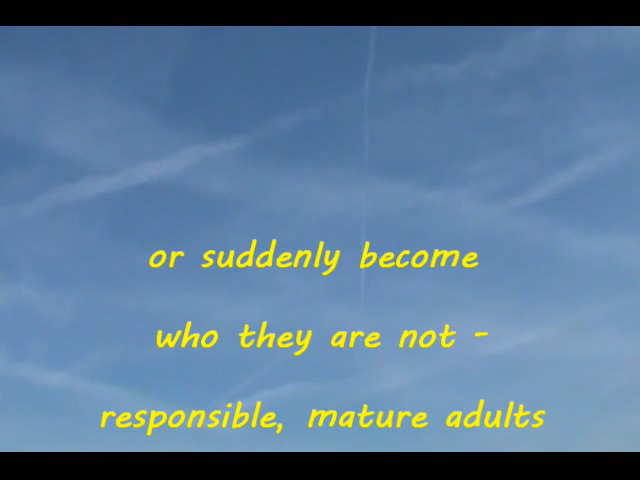 or suddenly become
who they are not -
responsible, mature adults